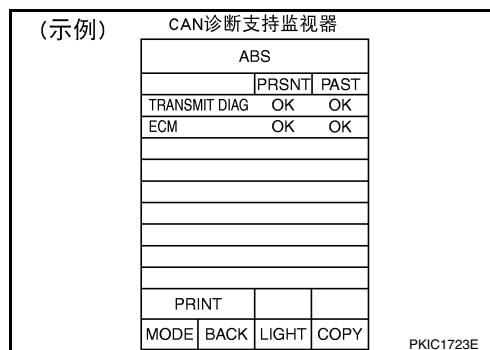 (示例)
CAN诊断支持监视器
ABS
PRSNT PAST
TRANSMIT DIAG OK OK
ECM OK OK
PRINT
MODE BACK LIGHT COPY
PKIC1723E